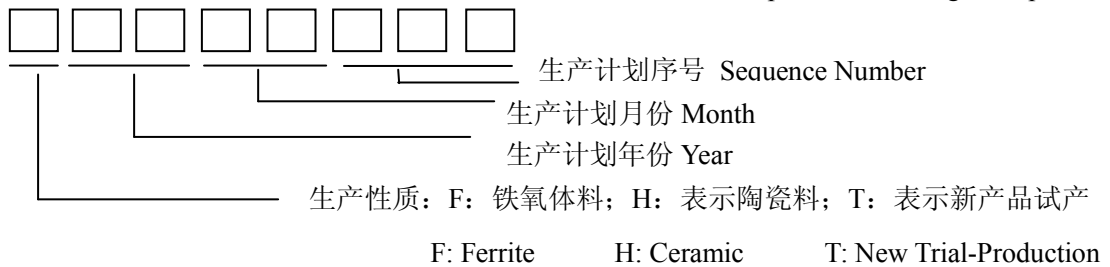 生产计划序号 Sequence Number
生产计划月份 Month
生产计划年份 Year
生产性质：F：铁氧体料；H：表示陶瓷料；T：表示新产品试产
F: Ferrite H: Ceramic T: New Trial-Production